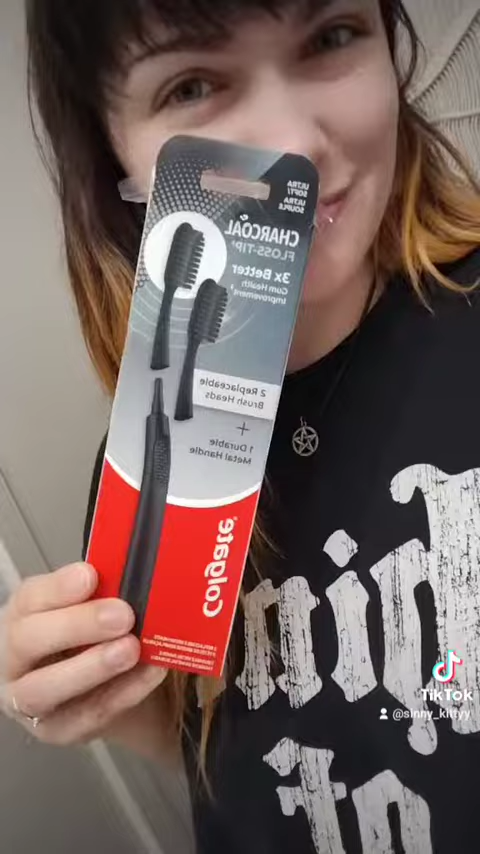 ULTRA
SOFT/
ULTRA
SOUPLE
CHARCOAL
FLOSS-TIP¹
3x Better
Gum Health
Improvement
2 Replaceable
Brush Heads
+
1 Durable
Metal Handle
Colgate
TikTok
@sinny_kittyy